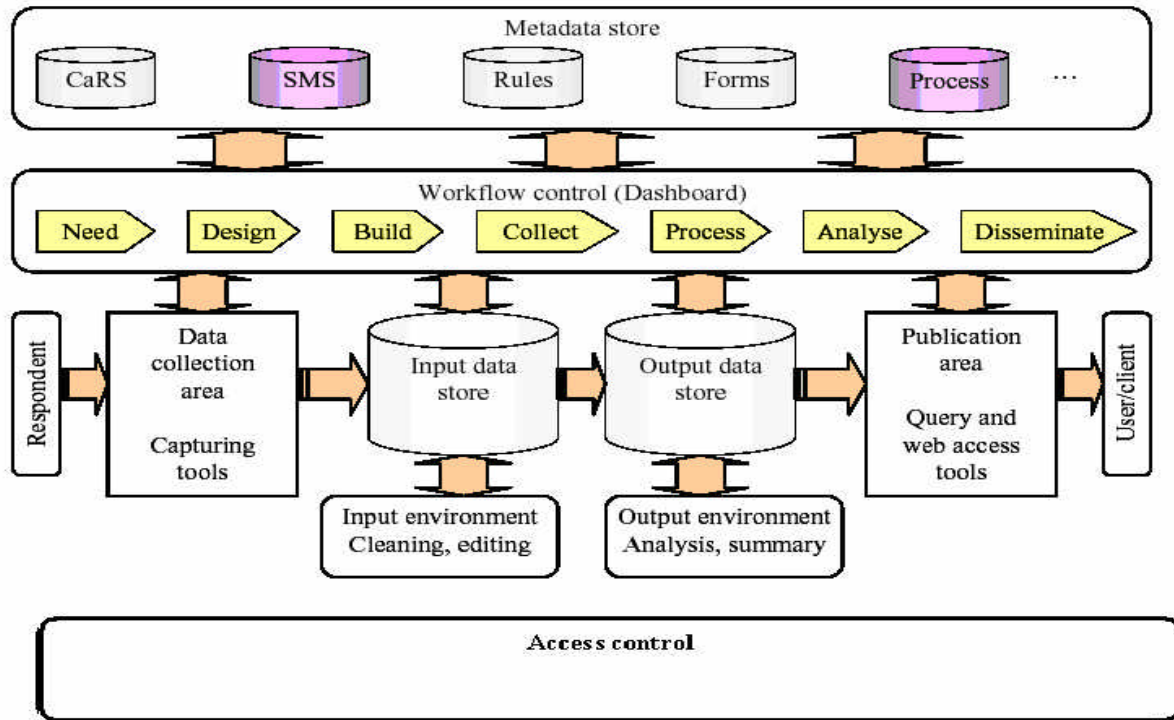 Metadata store
CaRS
SMS
Rules
Forms
Process
...
Workflow control (Dashboard)
Need
Design
Build
Collect
Process
Analyse
Disseminate
Respondent
Data
collection
area
Capturing
tools
Input data
store
Output data
store
Publication
area
Query and
web access
tools
User/client
Input environment
Cleaning, editing
Output environment
Analysis, summary
Access control